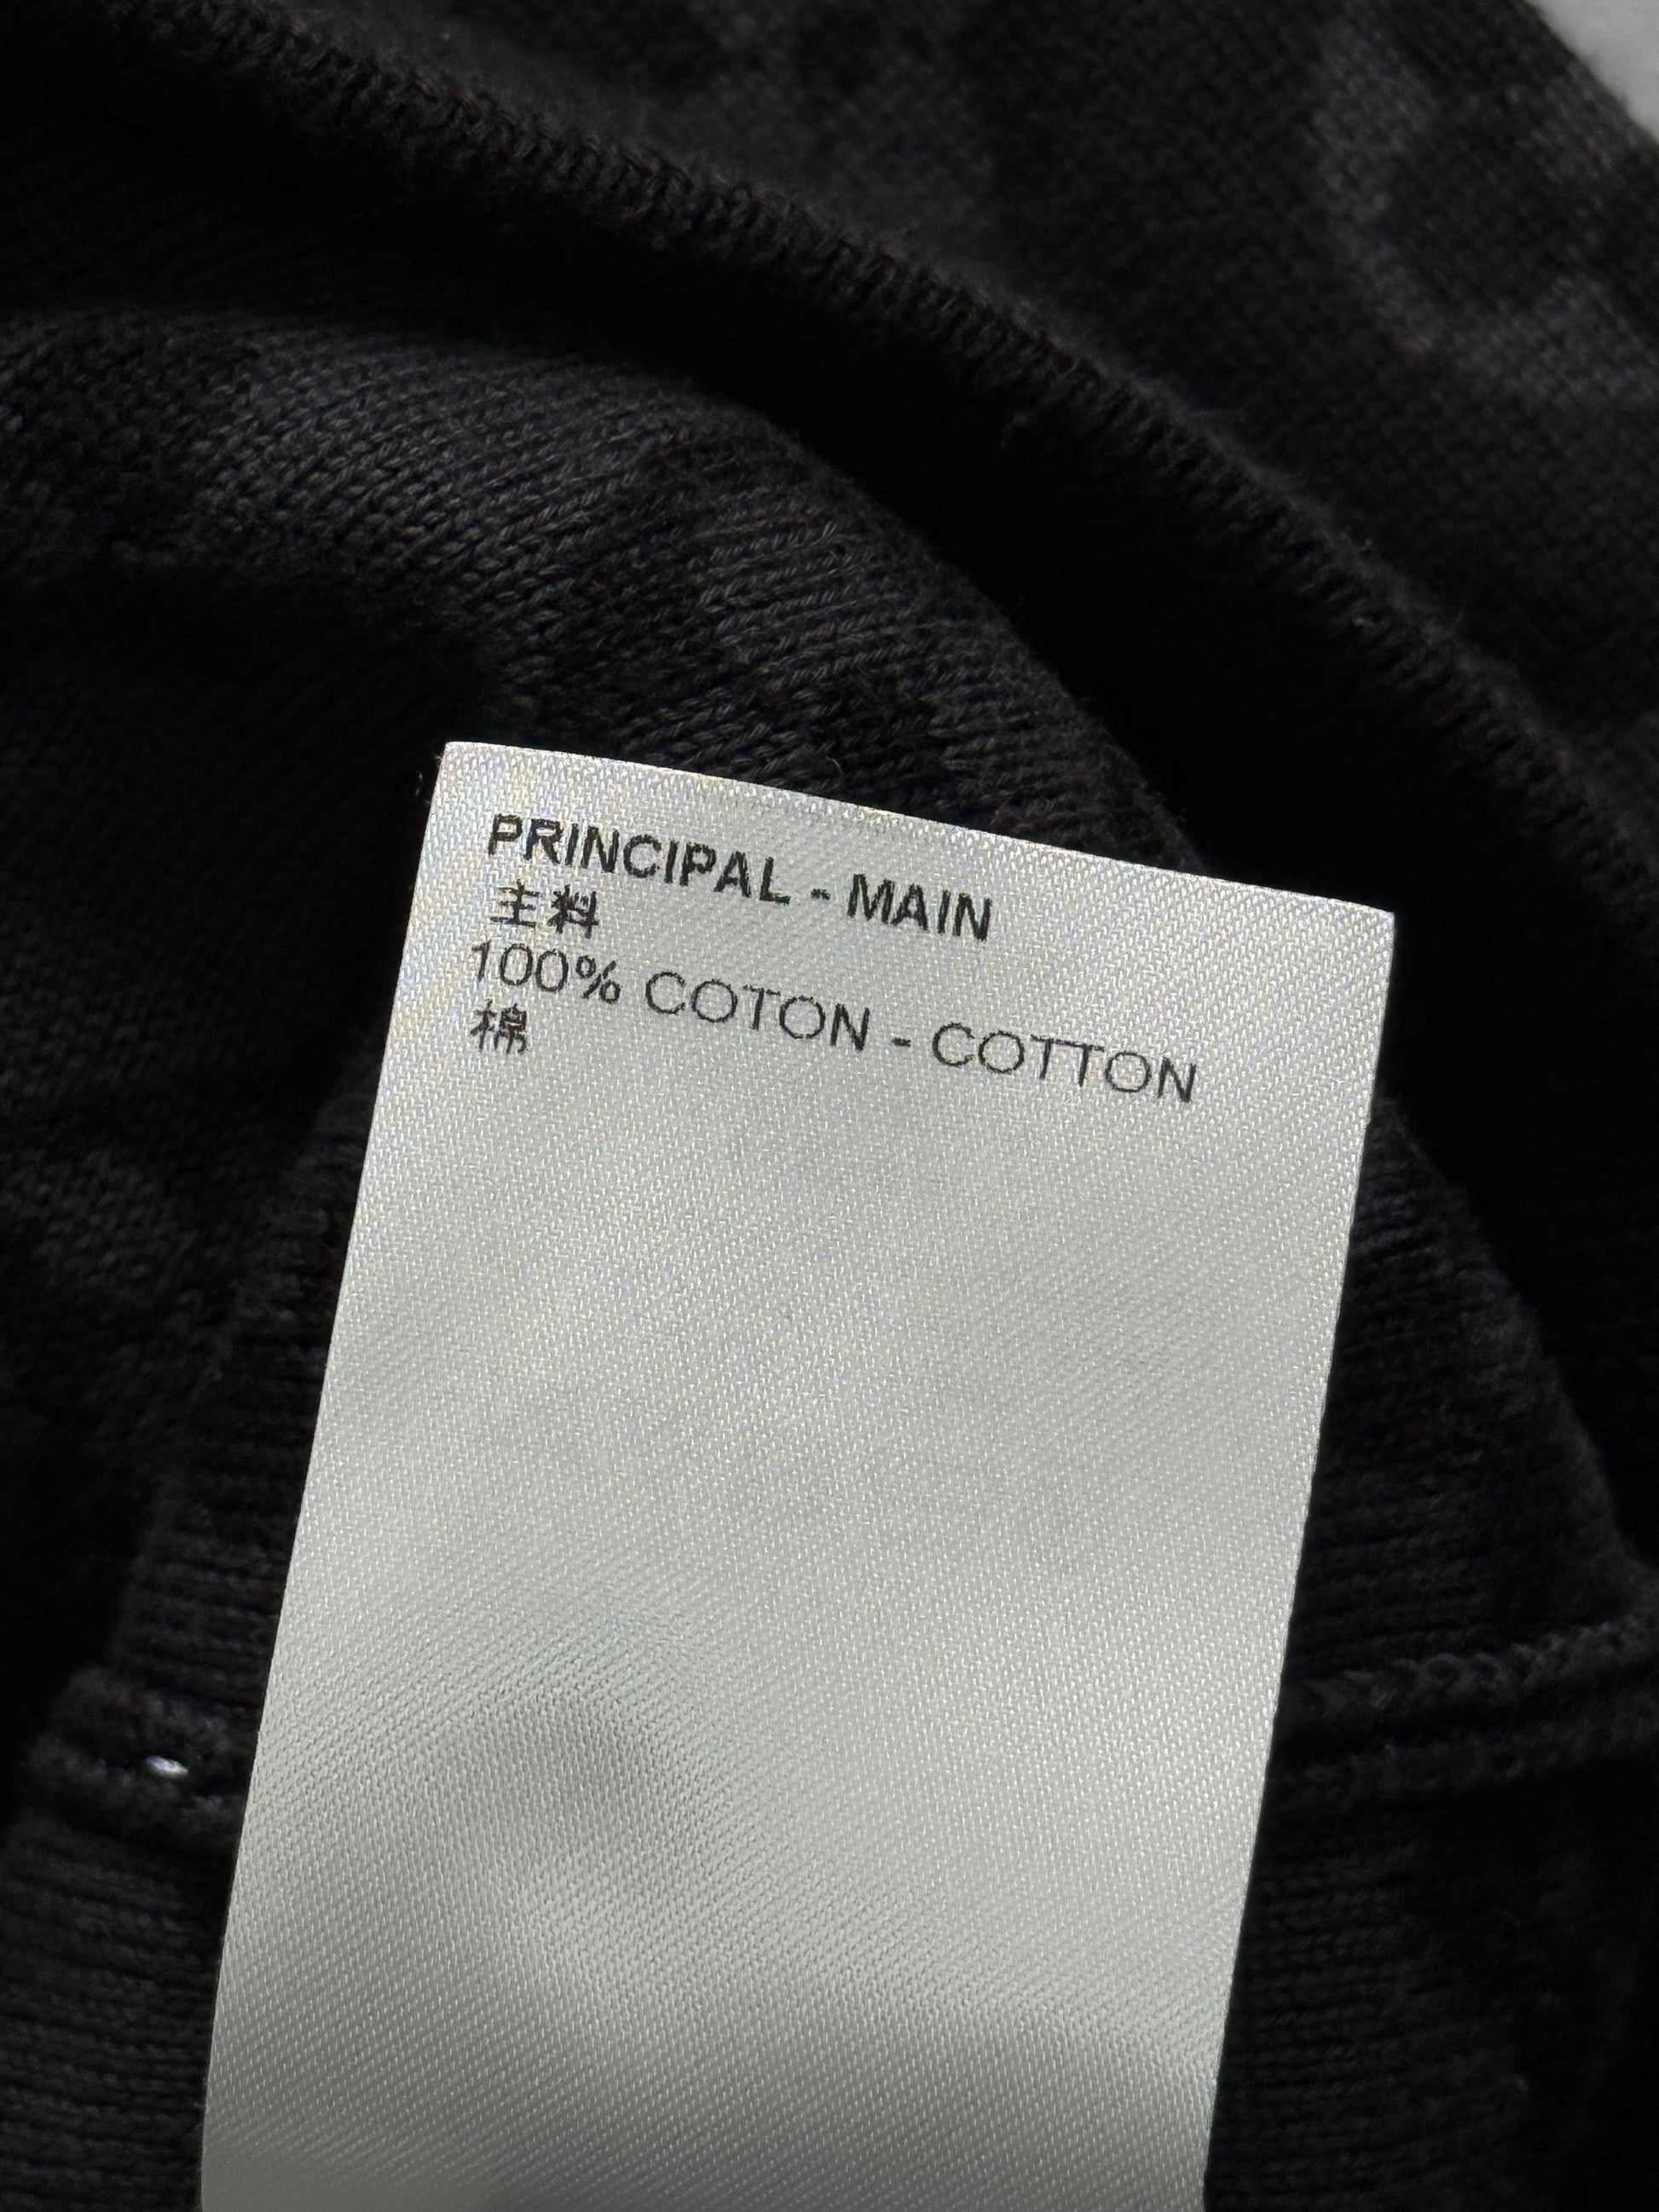 PRINCIPAL - MAIN
主料
100% COTON - COTTON
棉